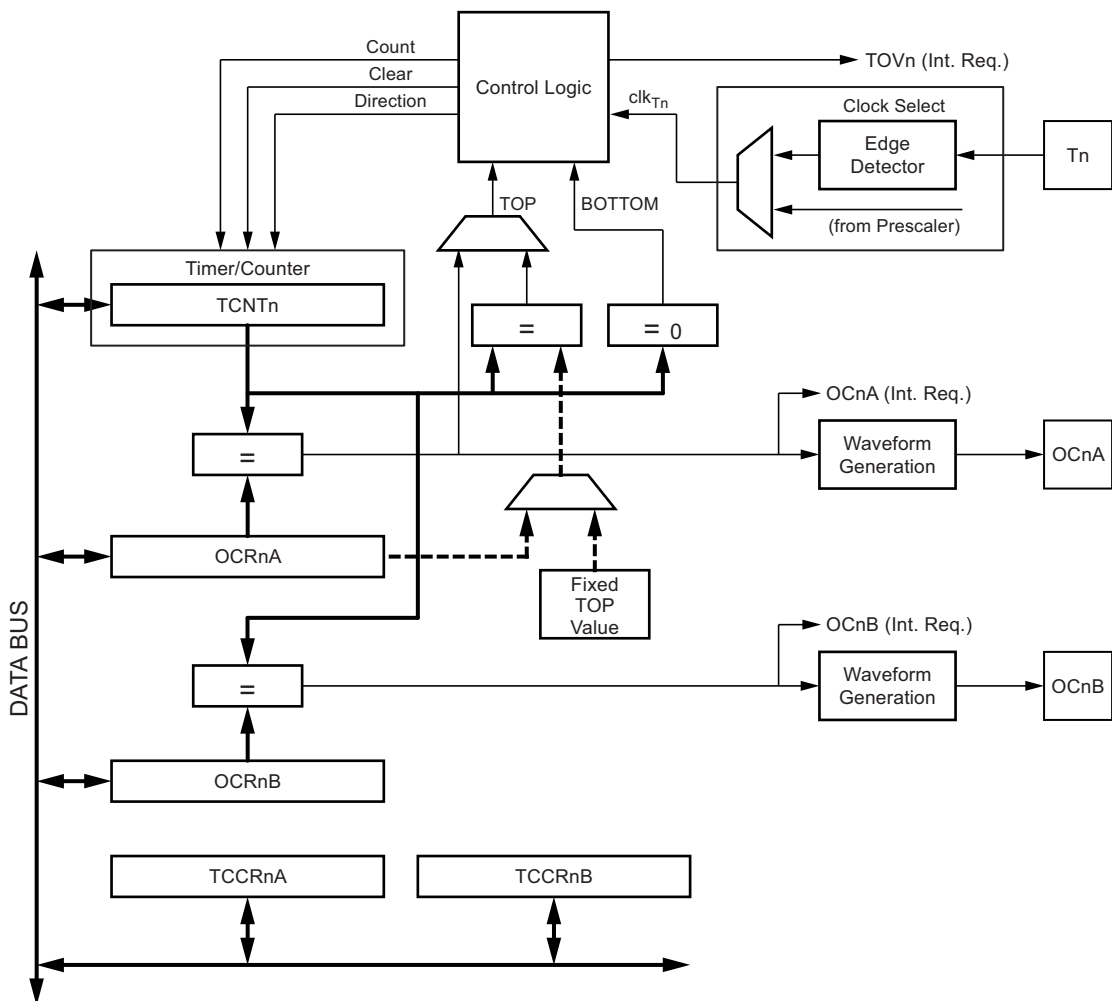 Count
Clear
Direction
Control Logic
TOVn (Int. Req.)
clkTn
Clock Select
Edge
Detector
Tn
(from Prescaler)
TOP
BOTTOM
Timer/Counter
TCNTn
=
= 0
OCnA (Int. Req.)
=
Waveform
Generation
OCnA
OCRnA
Fixed
TOP
Value
DATA BUS
OCnB (Int. Req.)
=
Waveform
Generation
OCnB
OCRnB
TCCRnA
TCCRnB